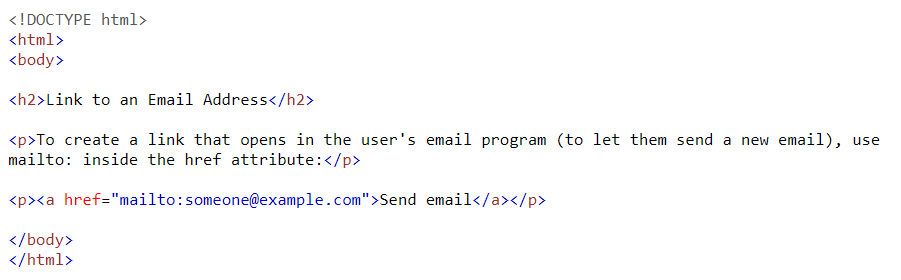 <!DOCTYPE html>
<html>
<body>
<h2>Link to an Email Address</h2>
<p>To create a link that opens in the user's email program (to let them send a new email), use
mailto: inside the href attribute:</p>
<p><a href="mailto:someone@example.com">Send email</a></p>
</body>
</html>